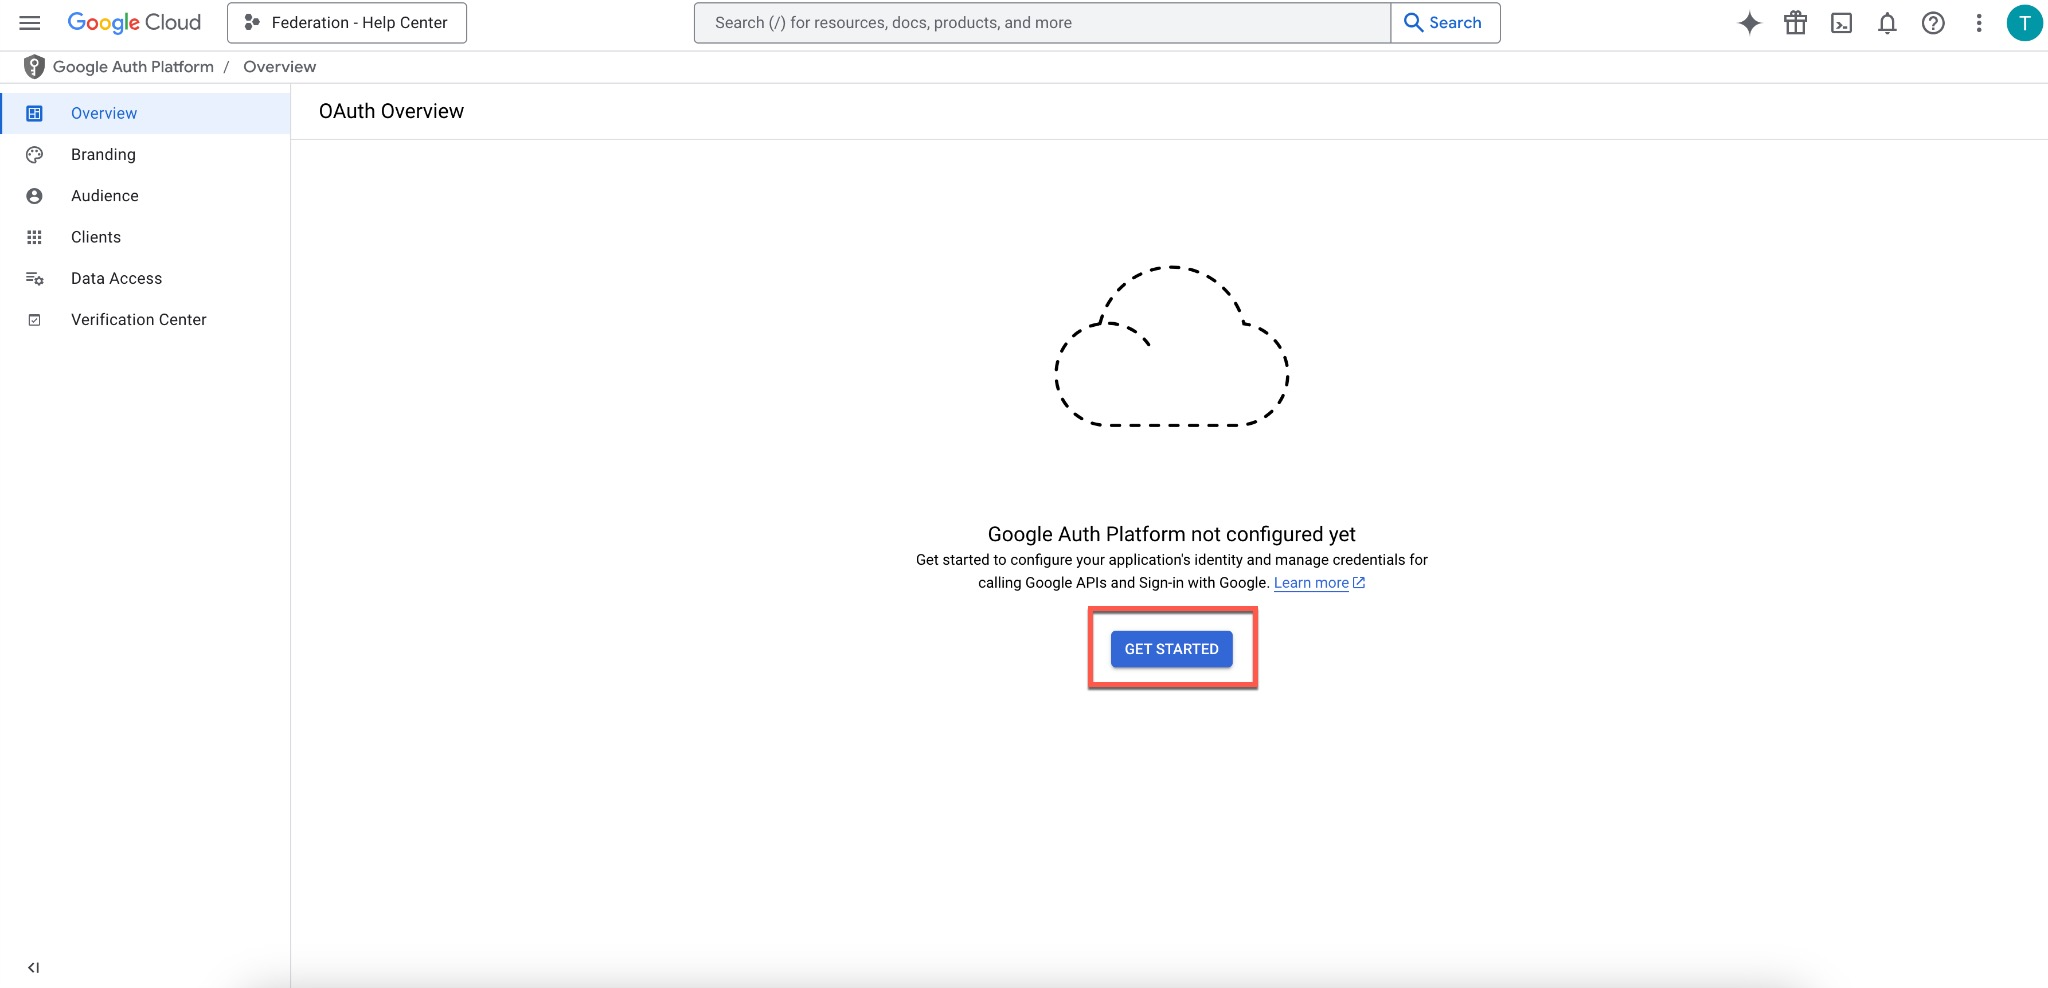 Google Cloud
Federation - Help Center
Search (/) for resources, docs, products, and more
Search
T
Google Auth Platform / Overview
Overview
OAuth Overview
Branding
Audience
Clients
Data Access
Verification Center
Google Auth Platform not configured yet
Get started to configure your application's identity and manage credentials for
calling Google APIs and Sign-in with Google. Learn more
GET STARTED